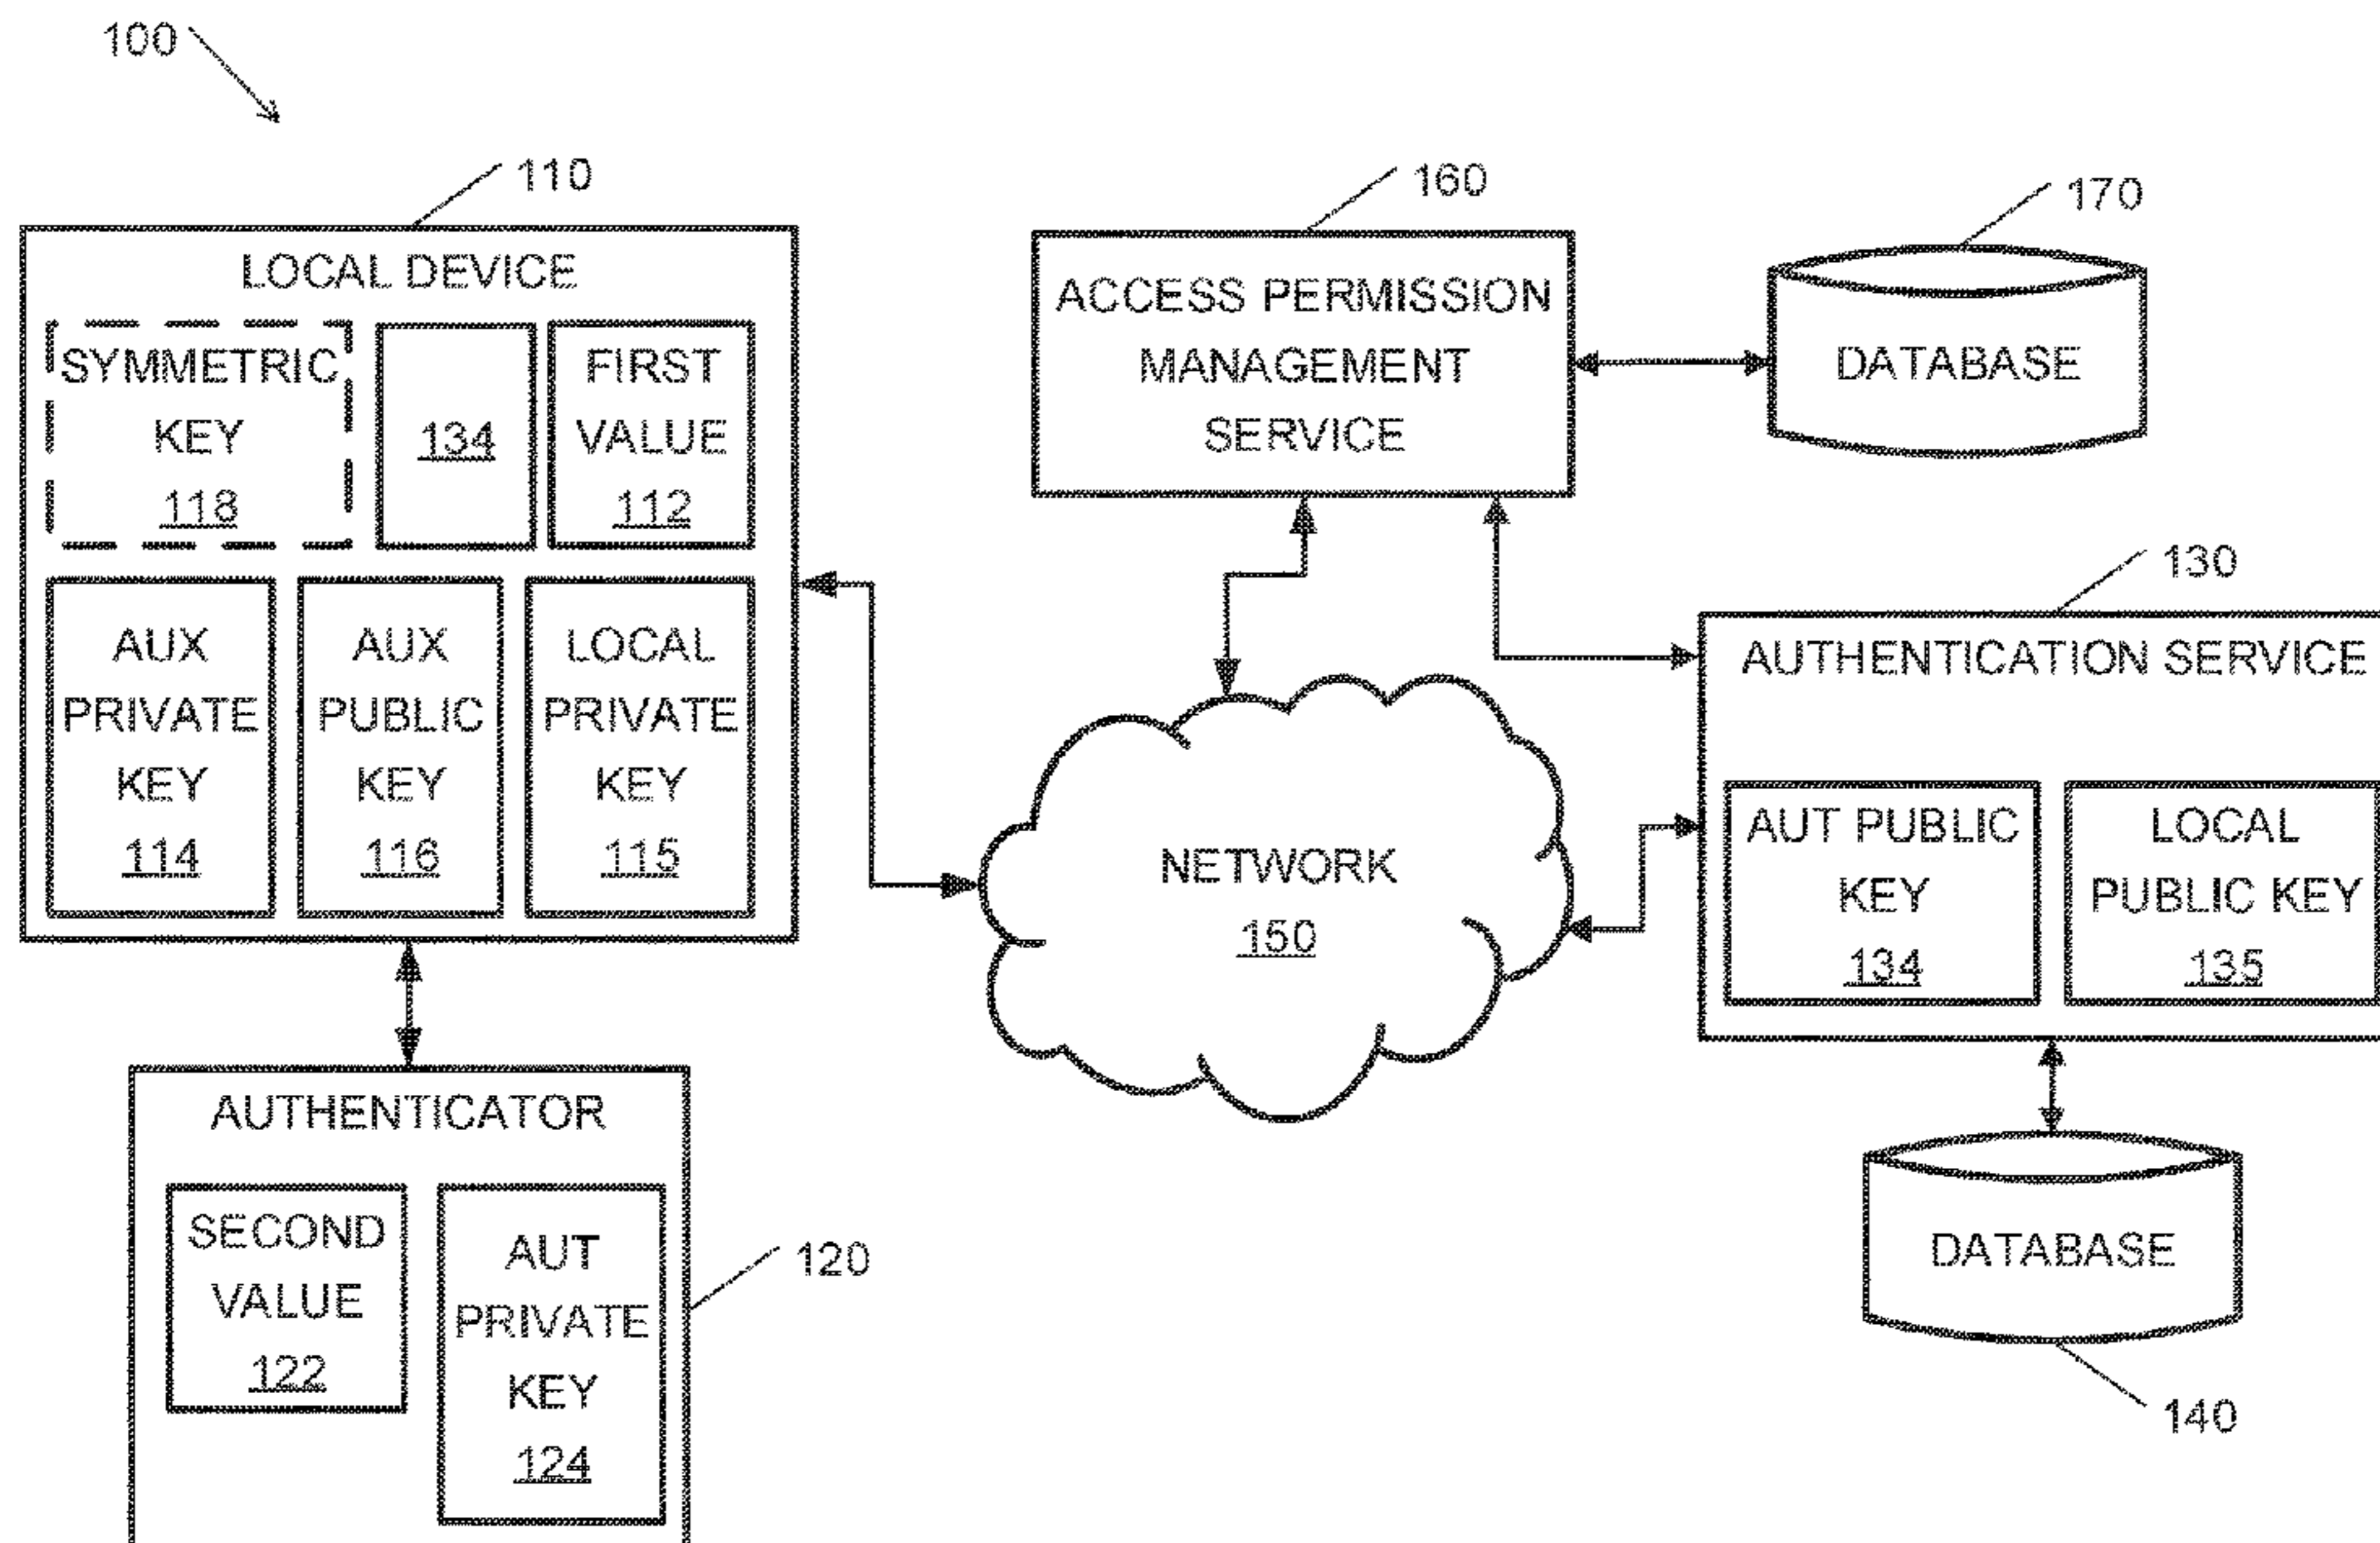 100
110
LOCAL DEVICE
SYMMETRIC
KEY
118
134
FIRST
VALUE
112
AUX
PRIVATE
KEY
114
AUX
PUBLIC
KEY
116
LOCAL
PRIVATE
KEY
115
AUTHENTICATOR
SECOND
VALUE
122
AUT
PRIVATE
KEY
124
120
160
ACCESS PERMISSION
MANAGEMENT
SERVICE
170
DATABASE
NETWORK
150
130
AUTHENTICATION SERVICE
AUT PUBLIC
KEY
134
LOCAL
PUBLIC KEY
135
DATABASE
140